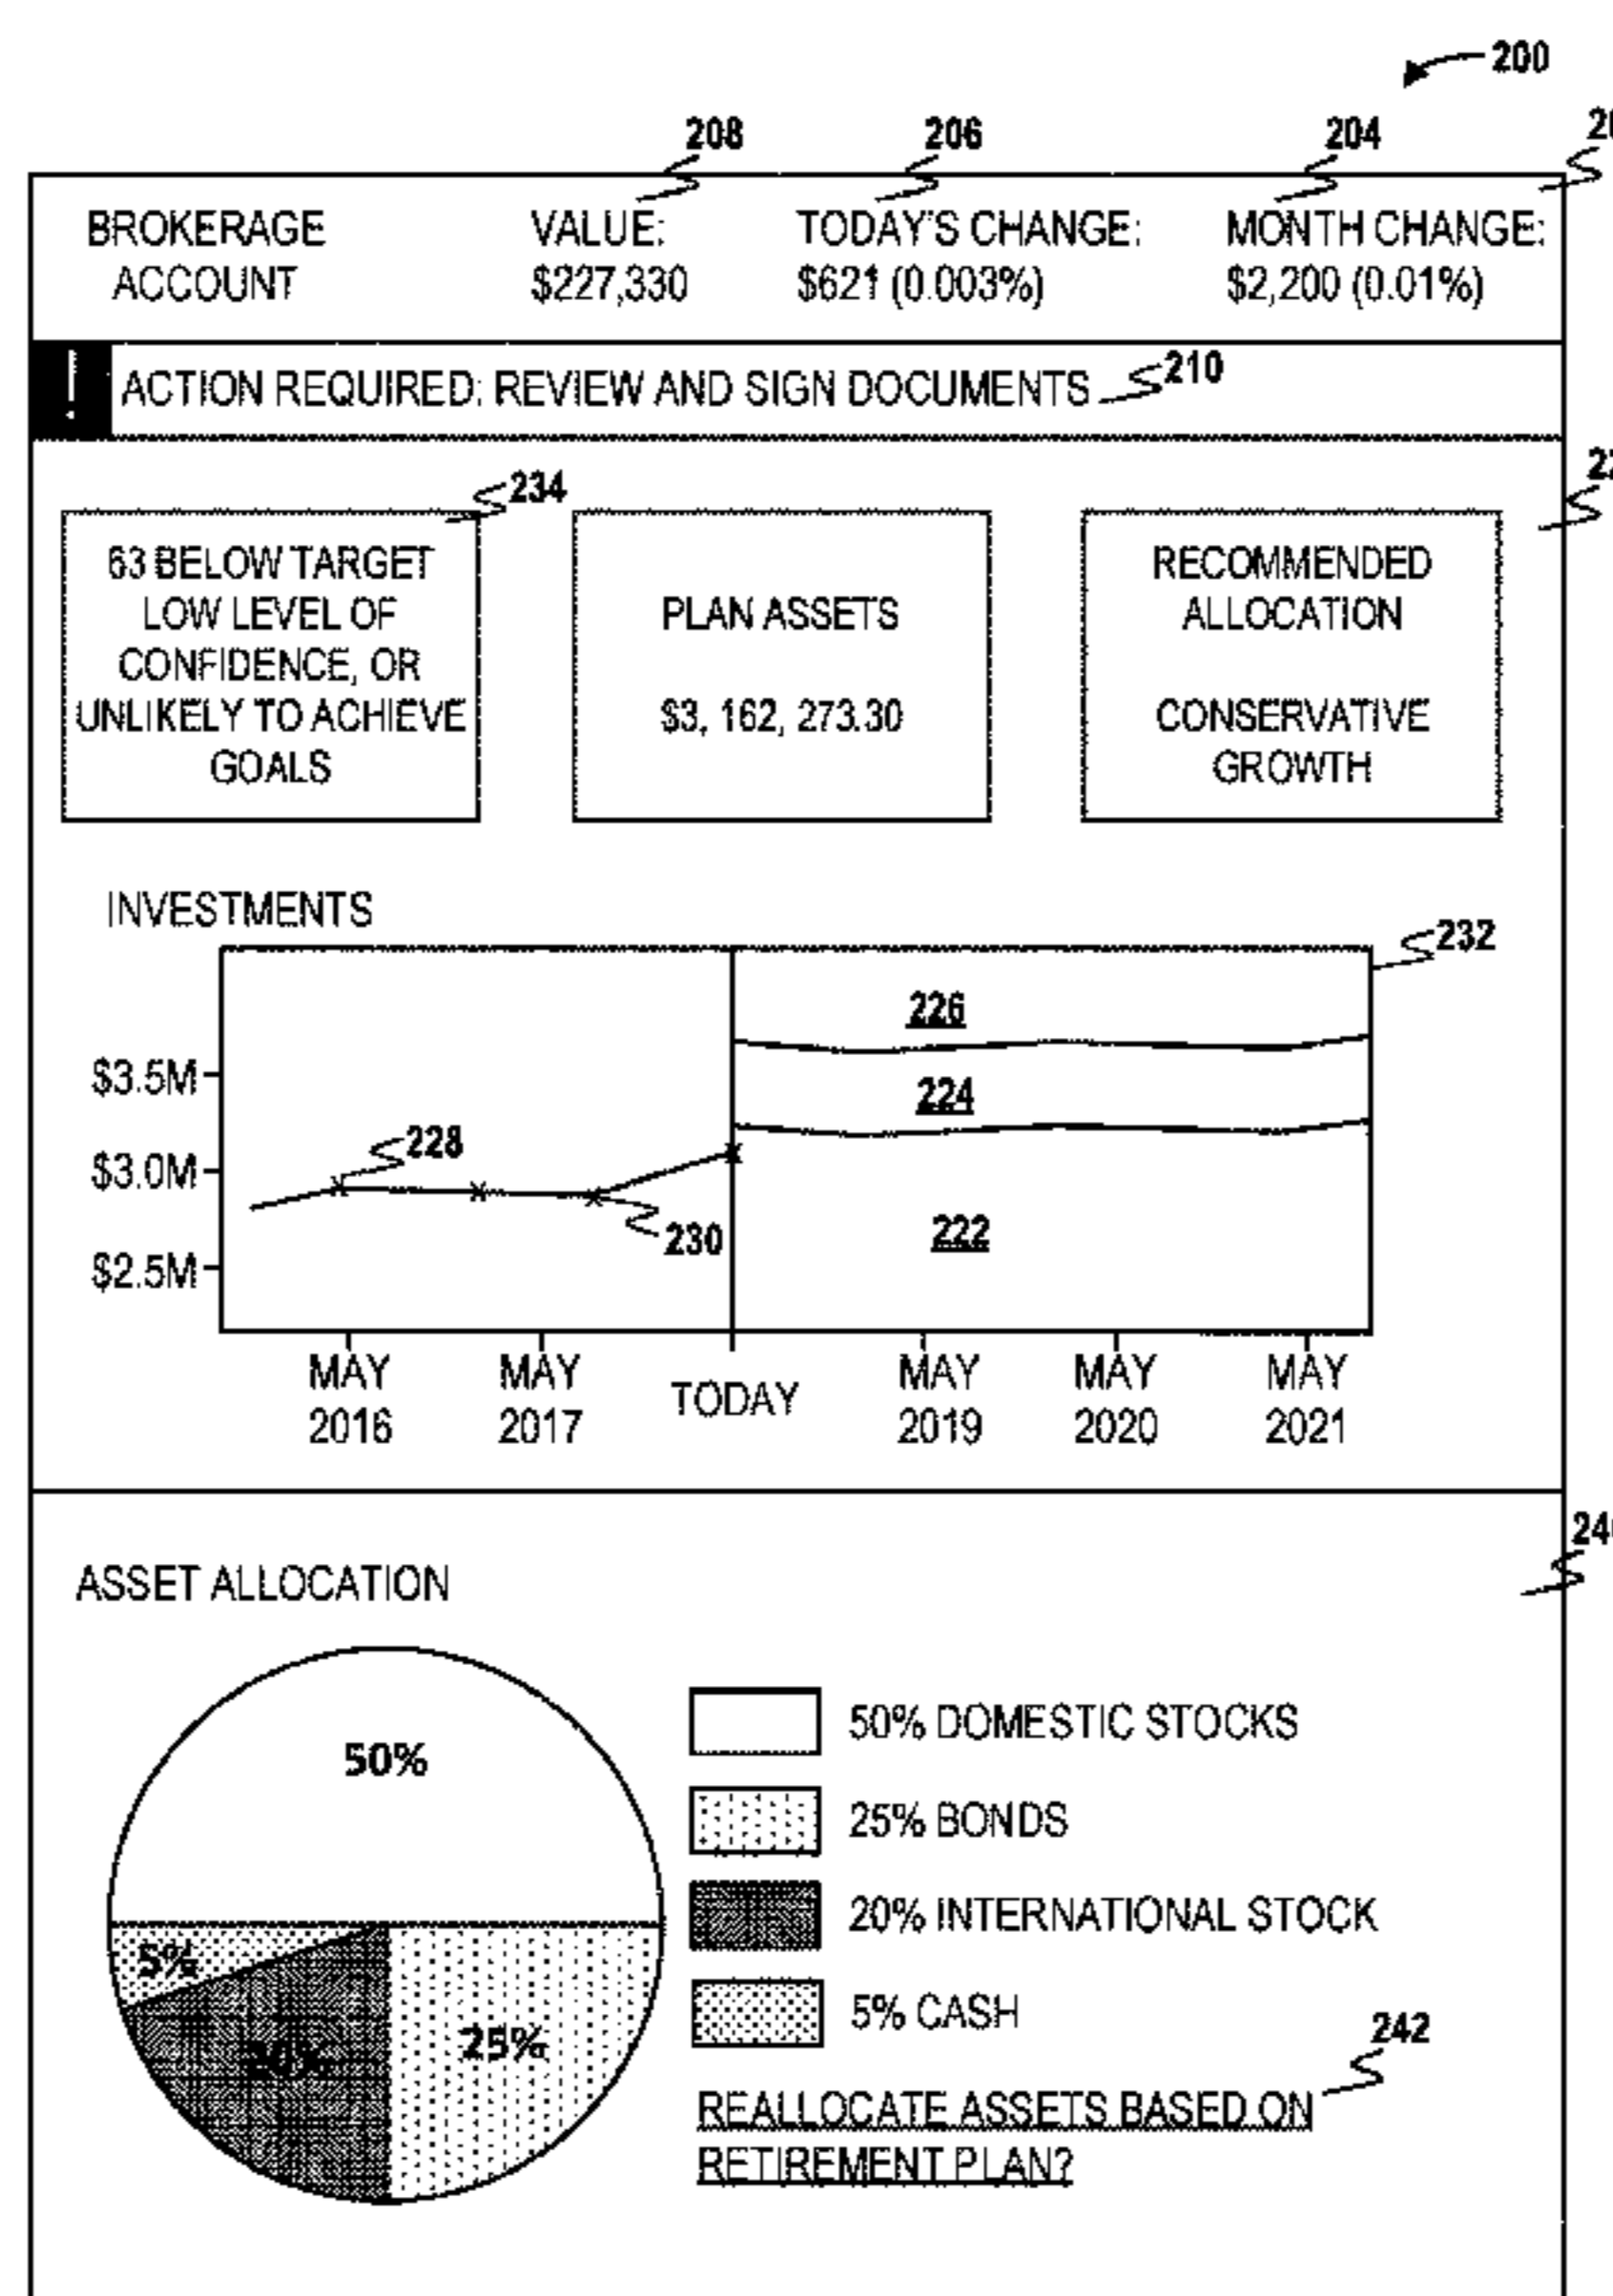 200
208 206 204
BROKERAGE ACCOUNT
VALUE: $227,330
TODAY'S CHANGE: $621 (0.003%)
MONTH CHANGE: $2,200 (0.01%)
! ACTION REQUIRED: REVIEW AND SIGN DOCUMENTS 210
234
63 BELOW TARGET
LOW LEVEL OF
CONFIDENCE, OR
UNLIKELY TO ACHIEVE
GOALS
PLAN ASSETS
$3, 162, 273.30
RECOMMENDED
ALLOCATION
CONSERVATIVE
GROWTH
INVESTMENTS
232
226
$3.5M
224
228
$3.0M
222
230
$2.5M
MAY 2016
MAY 2017
TODAY
MAY 2019
MAY 2020
MAY 2021
ASSET ALLOCATION
50%
5%
20%
25%
50% DOMESTIC STOCKS
25% BONDS
20% INTERNATIONAL STOCK
5% CASH
242
REALLOCATE ASSETS BASED ON
RETIREMENT PLAN?